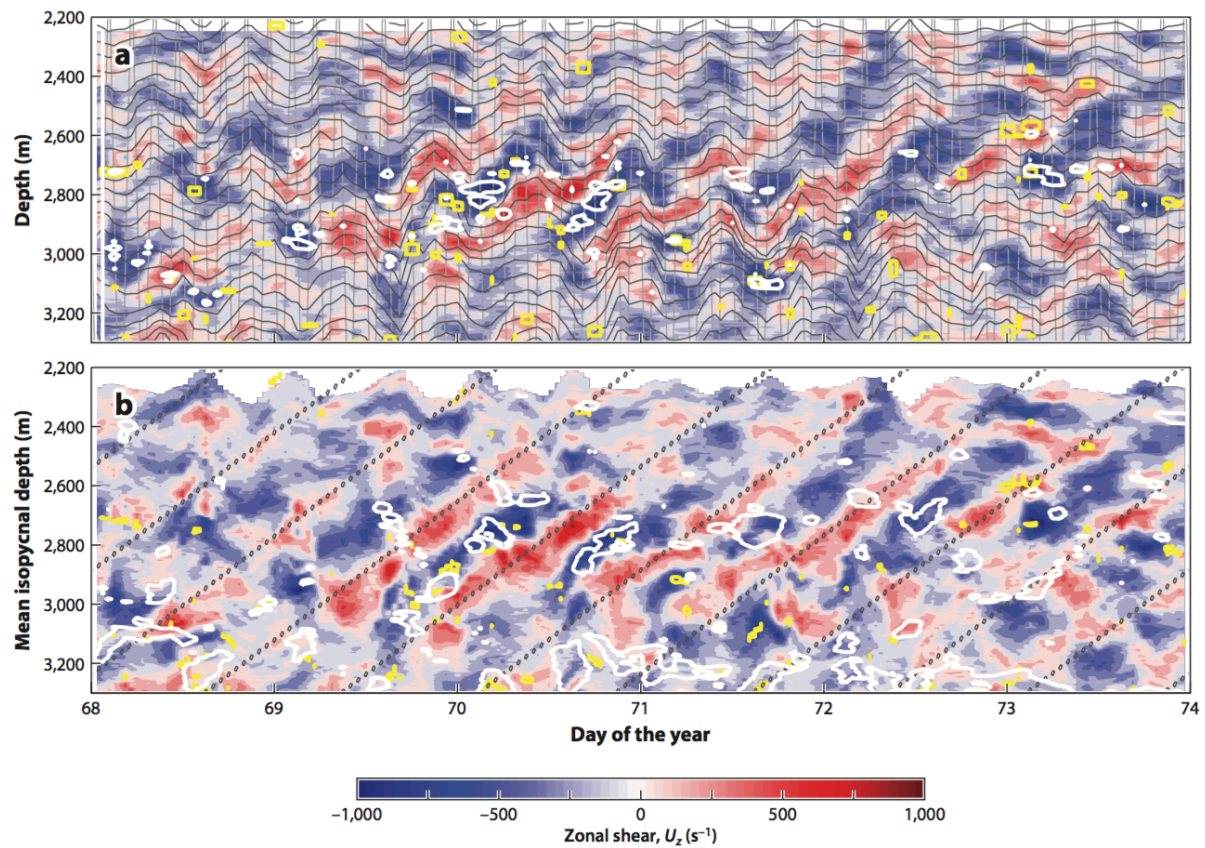 2,200
a
2,400
2,600
2,800
3,000
3,200
Depth (m)
2,200
b
2,400
2,600
2,800
3,000
3,200
Mean isopycnal depth (m)
68 69 70 71 72 73 74
Day of the year
–1,000 –500 0 500 1,000
Zonal shear, Uz (s–1)